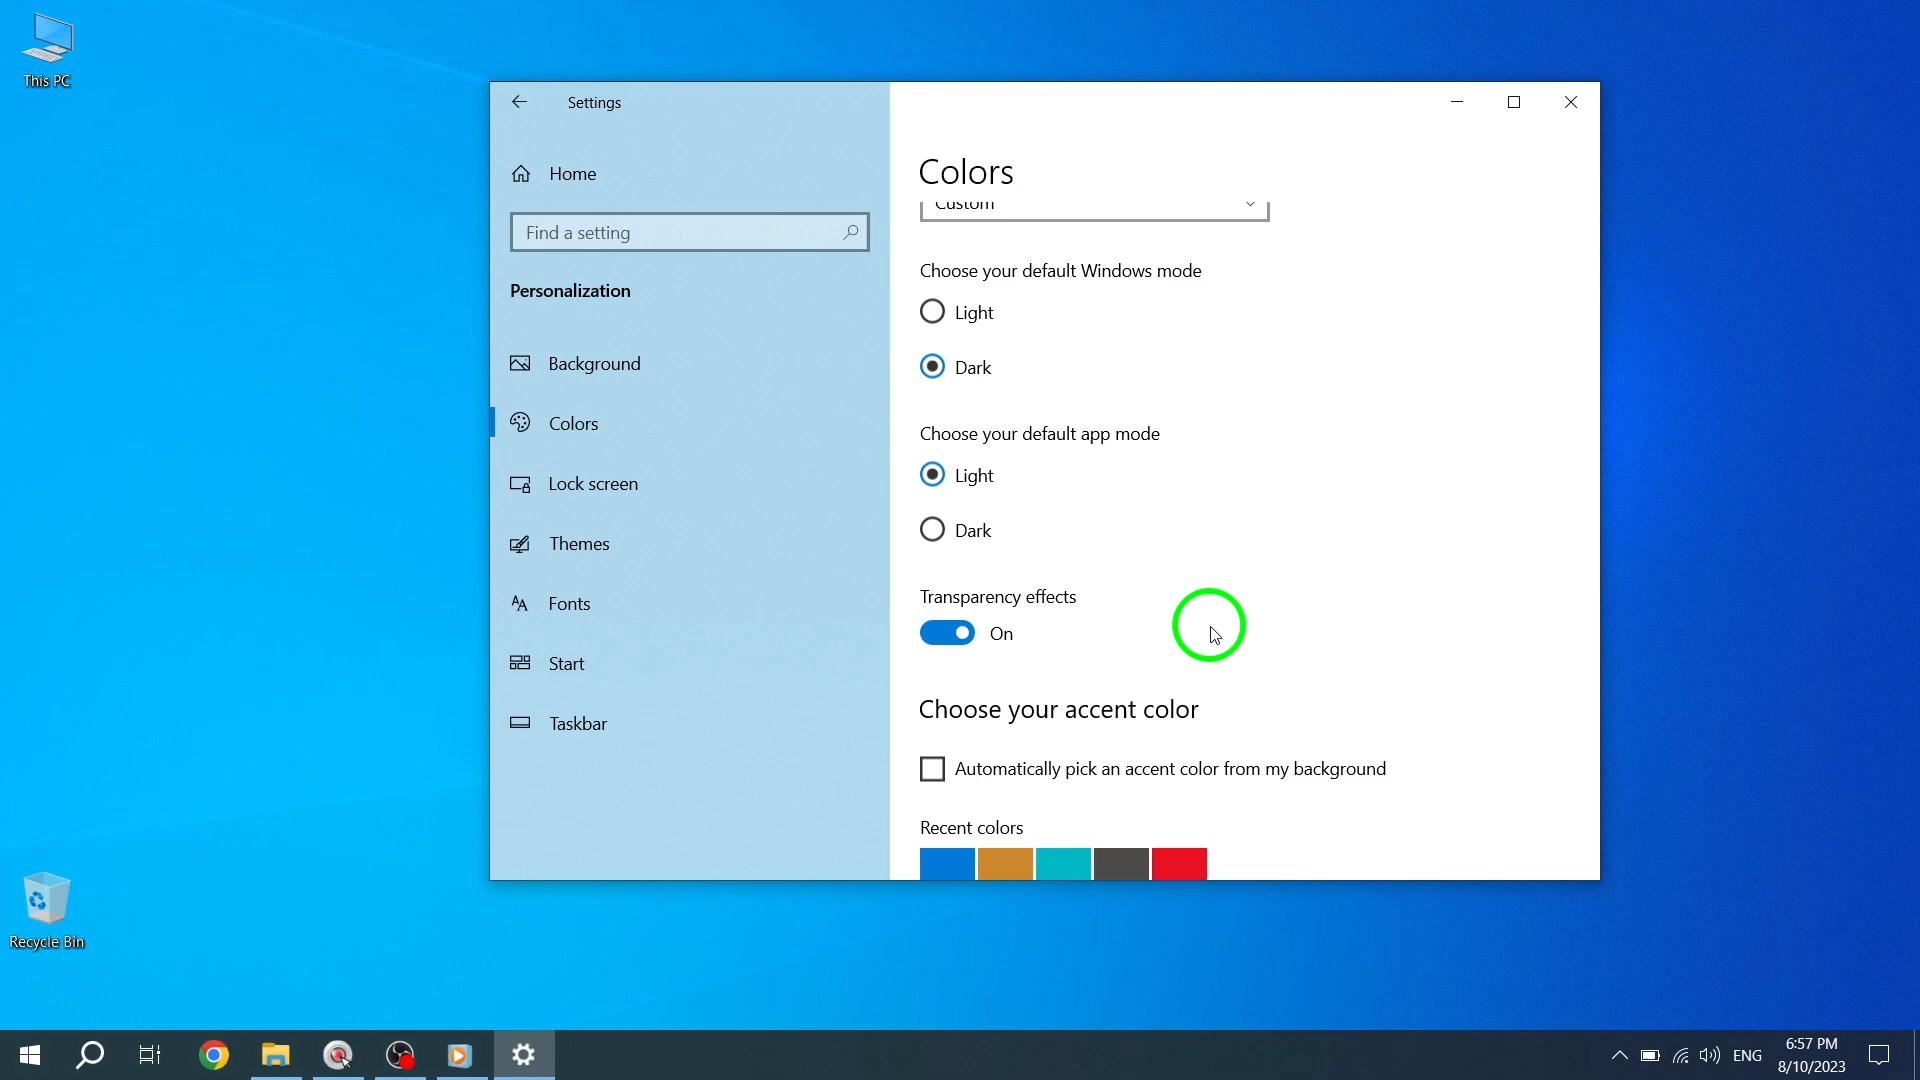 This PC
Settings
Home
Find a setting
Personalization
Background
Colors
Lock screen
Themes
Fonts
Start
Taskbar
Colors
Custom
Choose your default Windows mode
Light
Dark
Choose your default app mode
Light
Dark
Transparency effects
On
Choose your accent color
Automatically pick an accent color from my background
Recent colors
Recycle Bin
ENG
6:57 PM
8/10/2023